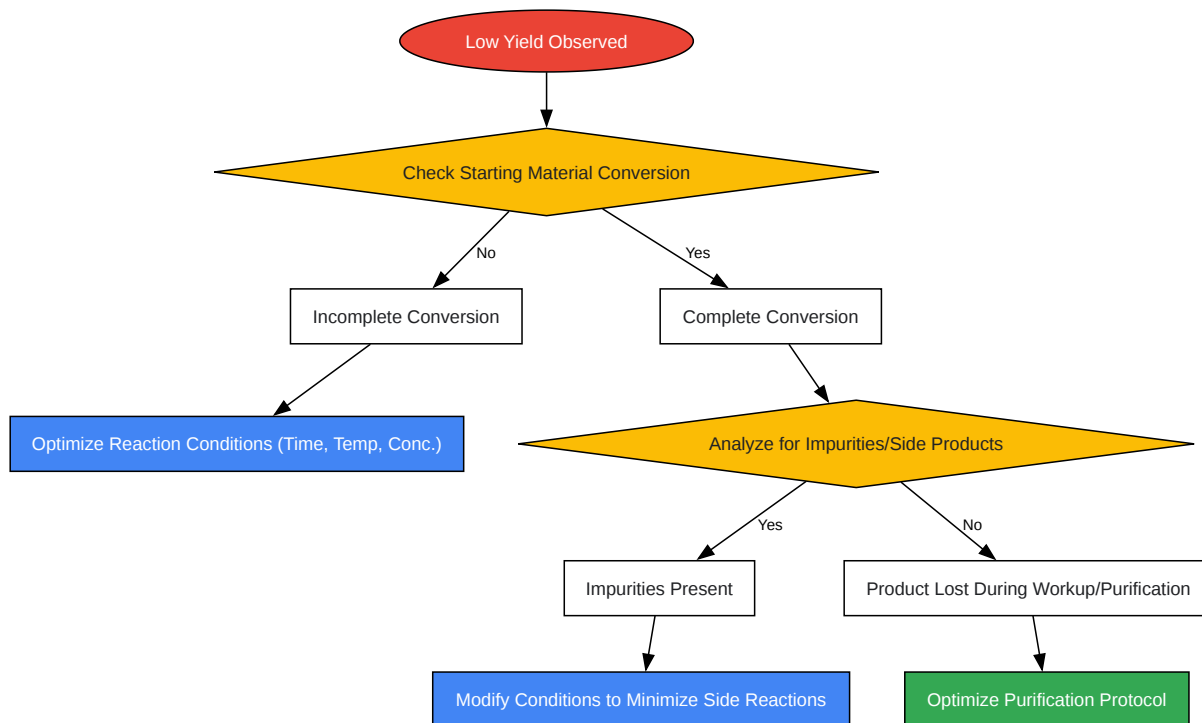 Low Yield Observed
Check Starting Material Conversion
No
Yes
Incomplete Conversion
Complete Conversion
Optimize Reaction Conditions (Time, Temp, Conc.)
Analyze for Impurities/Side Products
Yes
No
Impurities Present
Product Lost During Workup/Purification
Modify Conditions to Minimize Side Reactions
Optimize Purification Protocol